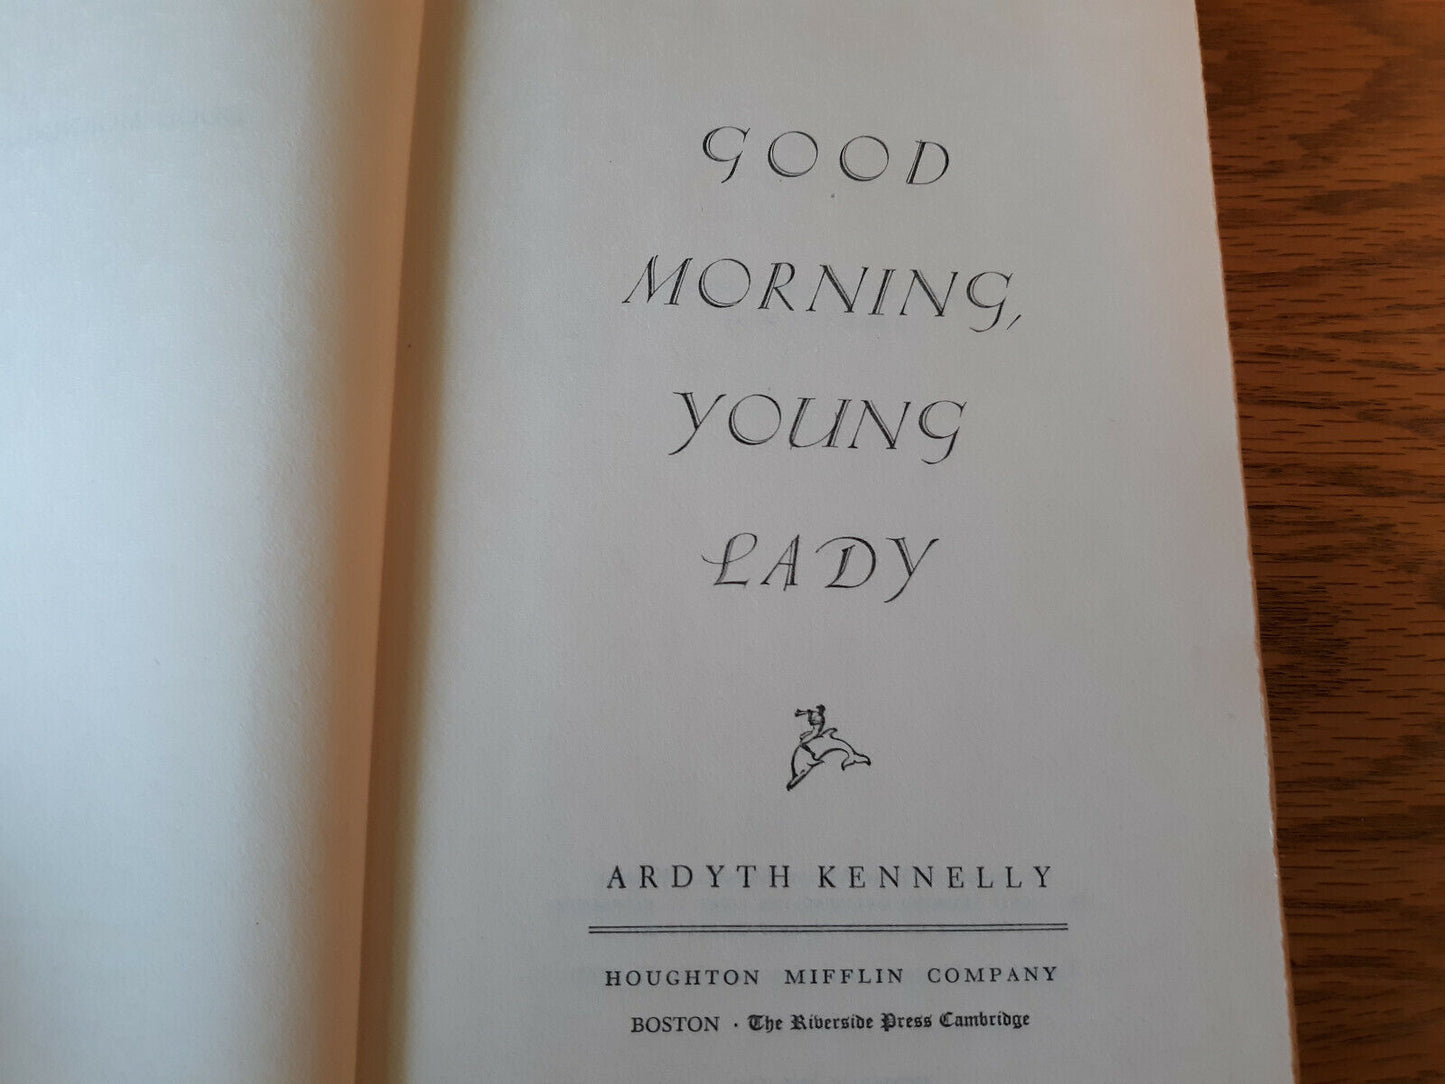 GOOD
MORNING,
YOUNG
LADY
ARDYTH KENNELLY
HOUGHTON MIFFLIN COMPANY
BOSTON · The Riverside Press Cambridge